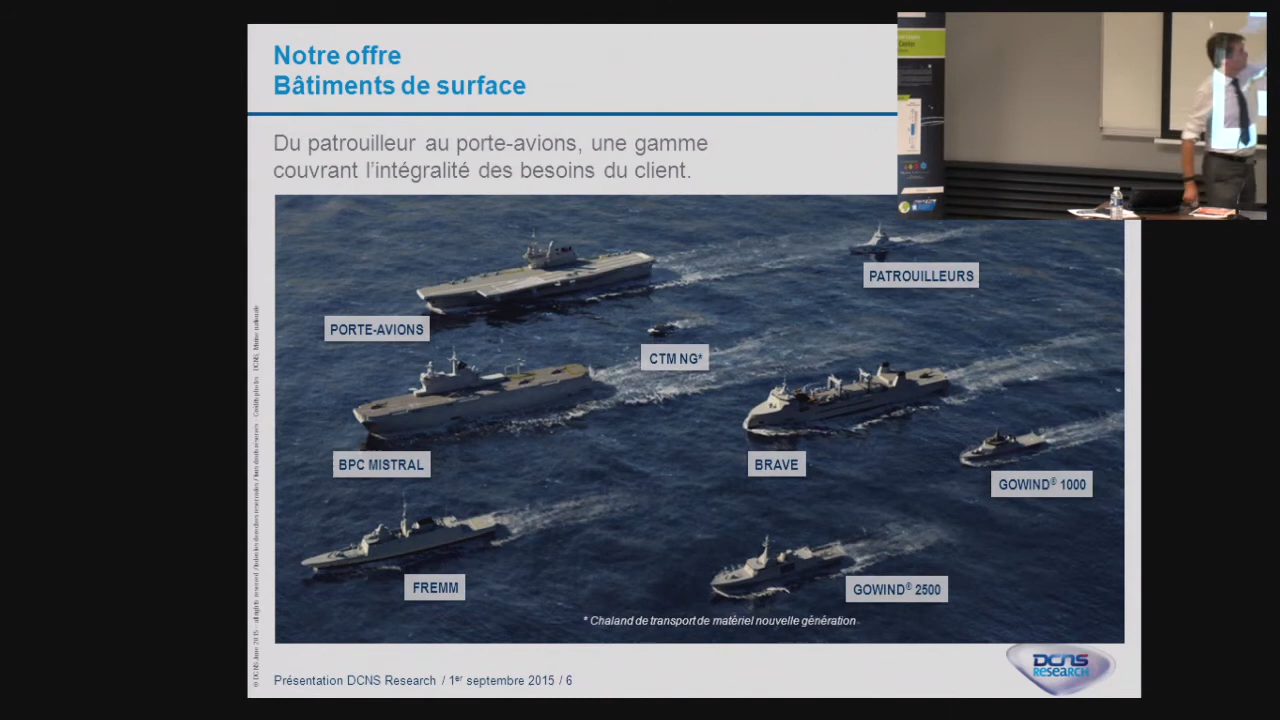 Notre offre
Bâtiments de surface
Du patrouilleur au porte-avions, une gamme
couvrant l'intégralité des besoins du client.
PATROUILLEURS
PORTE-AVIONS
CTM NG*
BPC MISTRAL
BRAVE
GOWIND® 1000
FREMM
GOWIND® 2500
* Chaland de transport de matériel nouvelle génération
Présentation DCNS Research / 1er septembre 2015 / 6
DCNS
RESEARCH